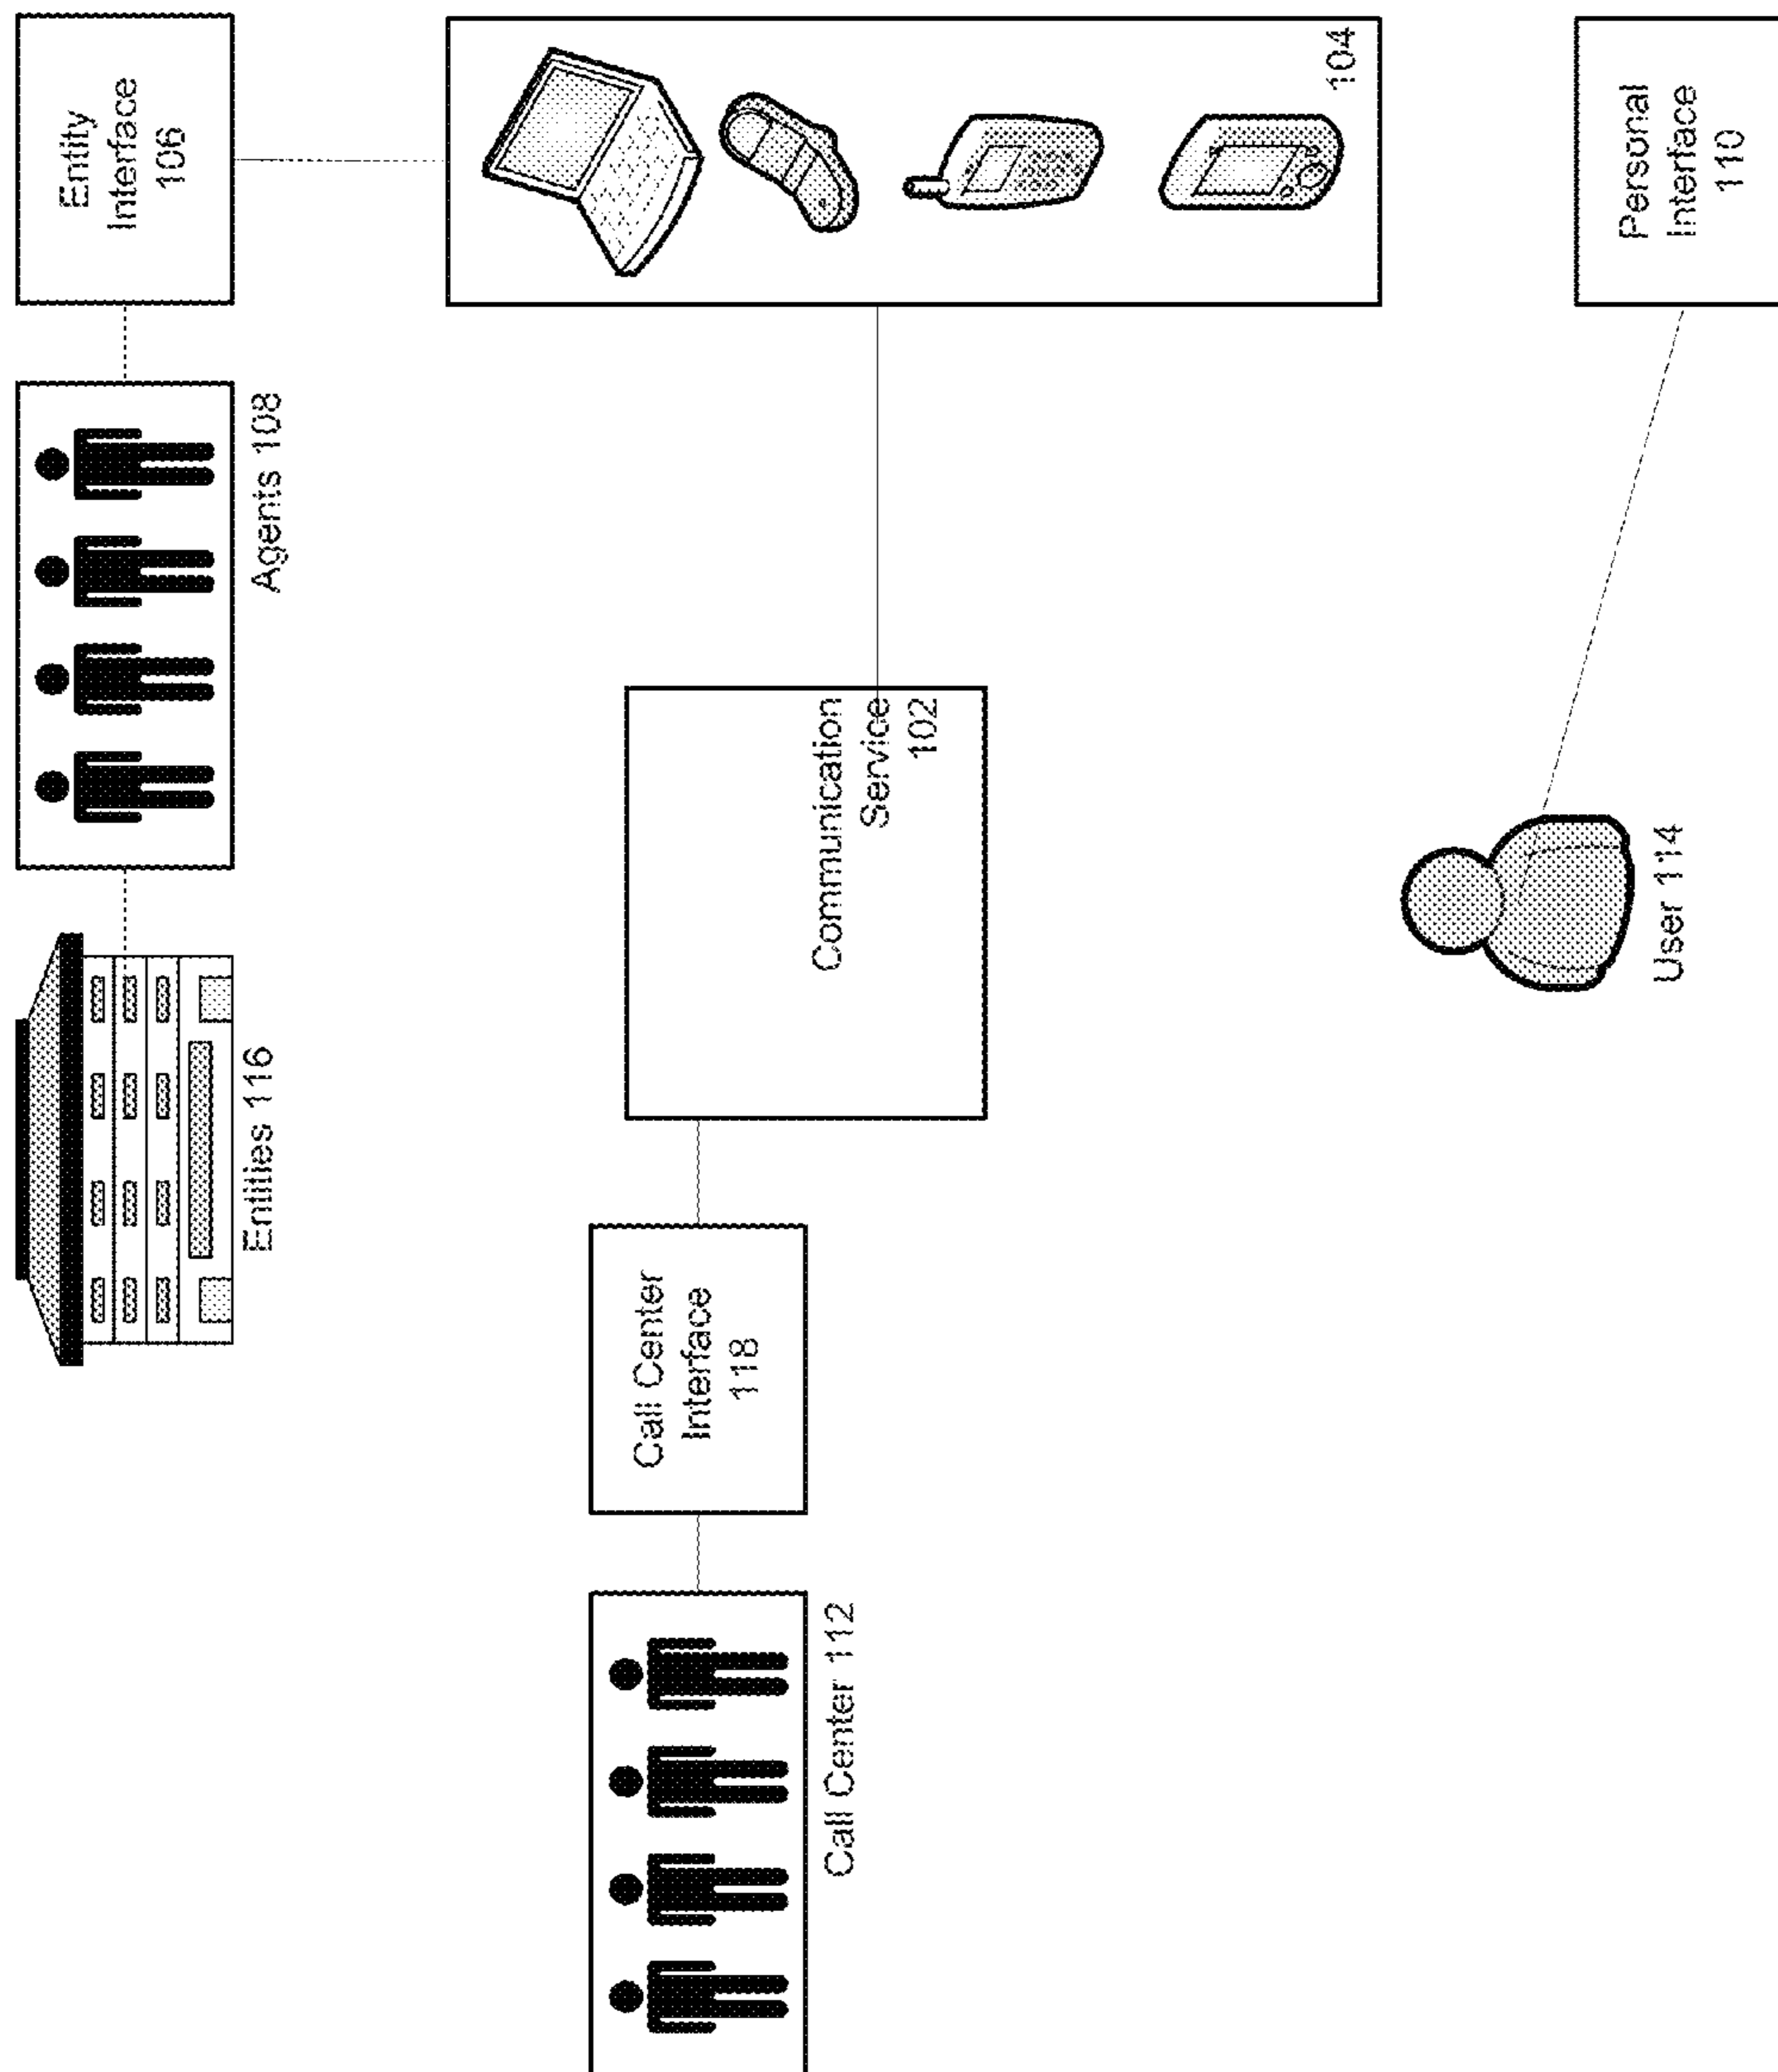 Entity
Interface
106
Agents 108
Entities 116
104
Communication
Service
102
Call Center
Interface
118
Call Center 112
Personal
Interface
110
User 114